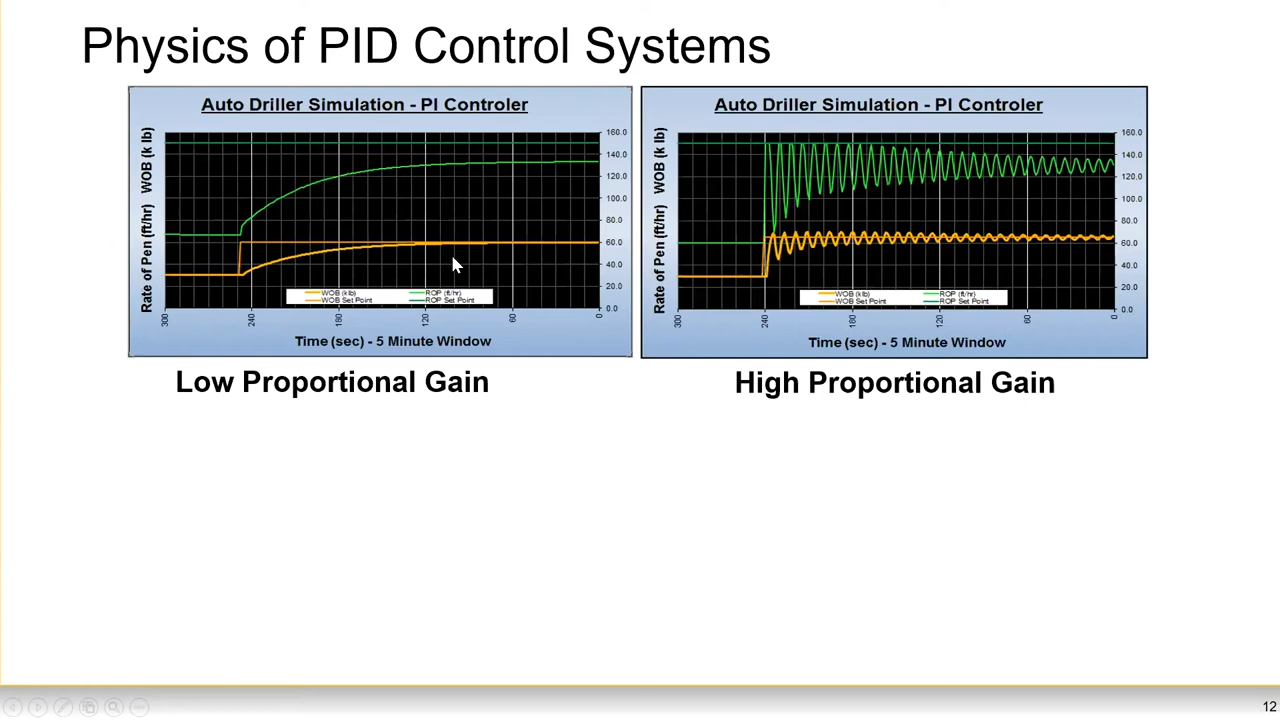 Physics of PID Control Systems
Auto Driller Simulation - PI Controler
Rate of Pen (ft/hr) WOB (k lb)
160.0
140.0
120.0
100.0
80.0
60.0
40.0
20.0
0.0
WOB (k lb) ROP (ft/hr)
WOB Set Point ROP Set Point
300 240 180 120 60 0
Time (sec) - 5 Minute Window
Low Proportional Gain
Auto Driller Simulation - PI Controler
Rate of Pen (ft/hr) WOB (k lb)
160.0
140.0
120.0
100.0
80.0
60.0
40.0
20.0
0.0
WOB (k lb) ROP (ft/hr)
WOB Set Point ROP Set Point
300 240 180 120 60 0
Time (sec) - 5 Minute Window
High Proportional Gain
12